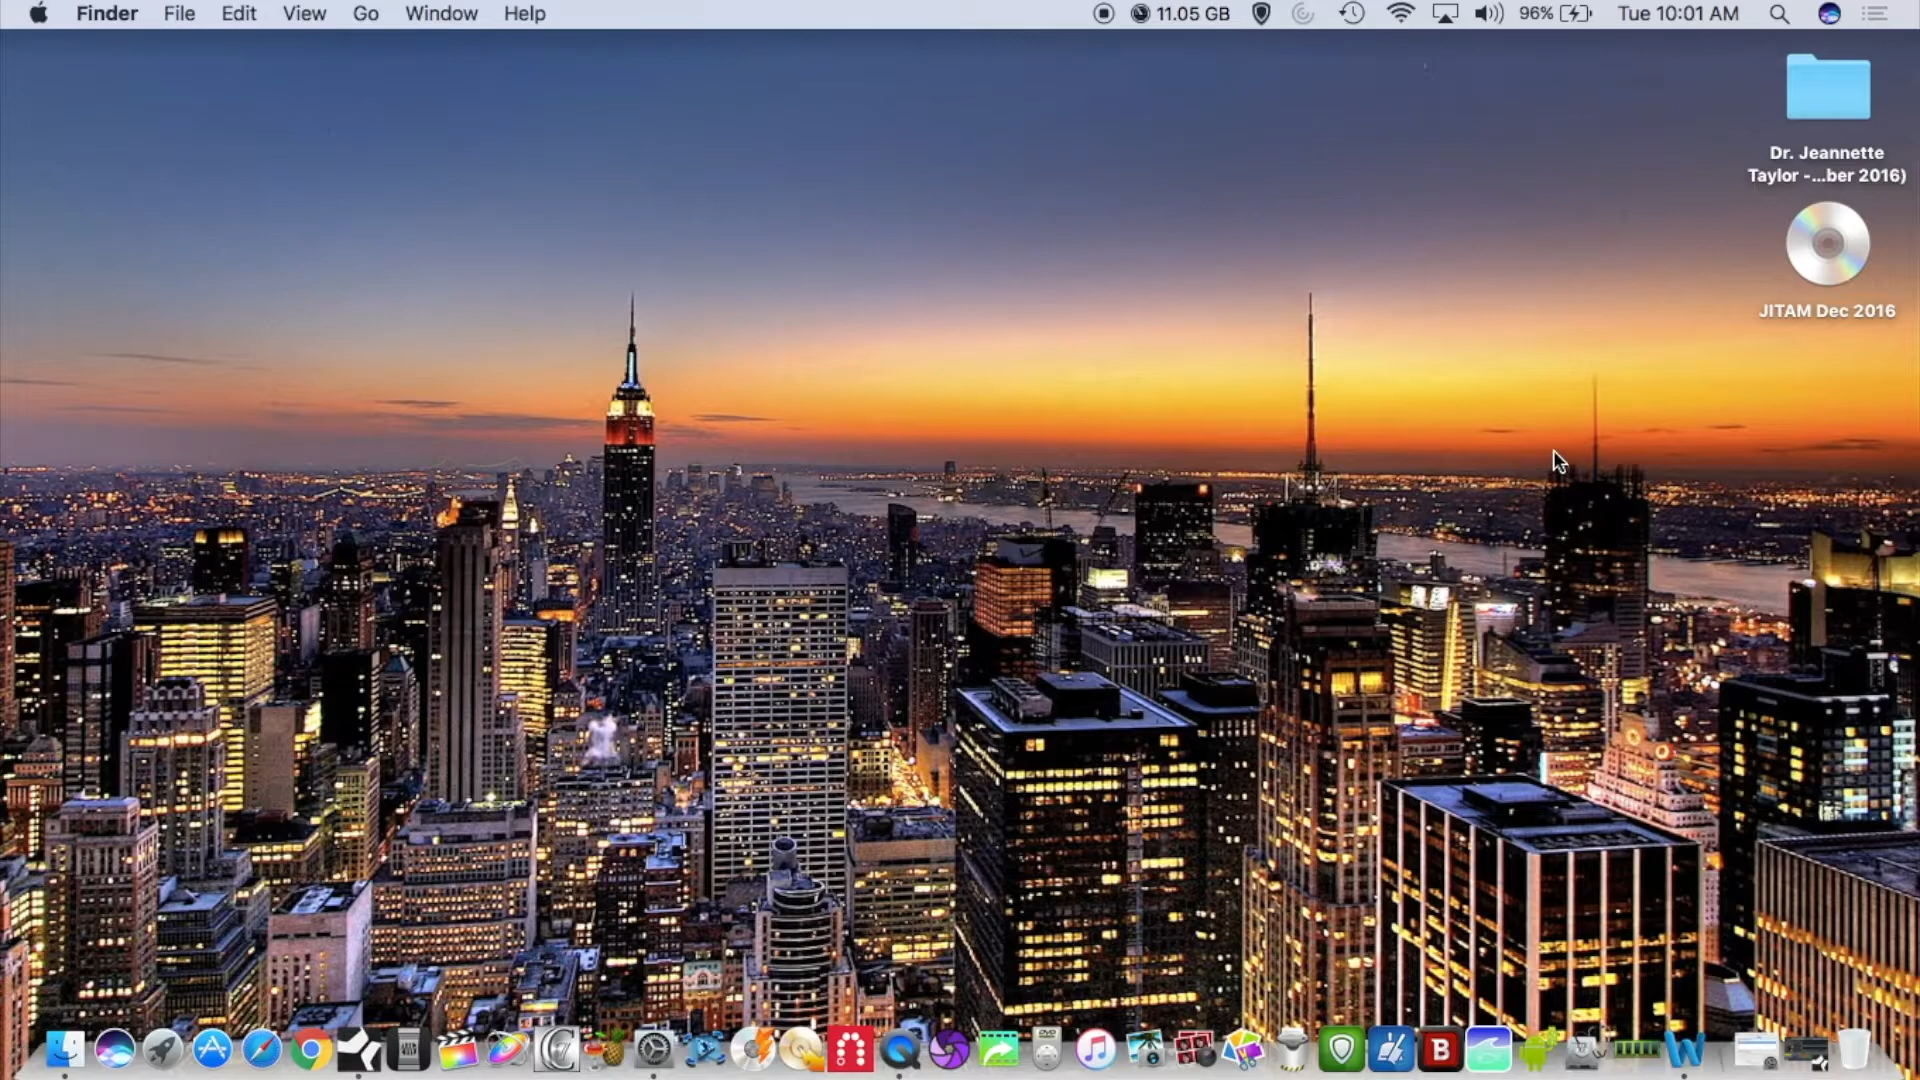 Finder File Edit View Go Window Help 11.05 GB 96% Tue 10:01 AM
Dr. Jeannette
Taylor -...ber 2016)
JITAM Dec 2016